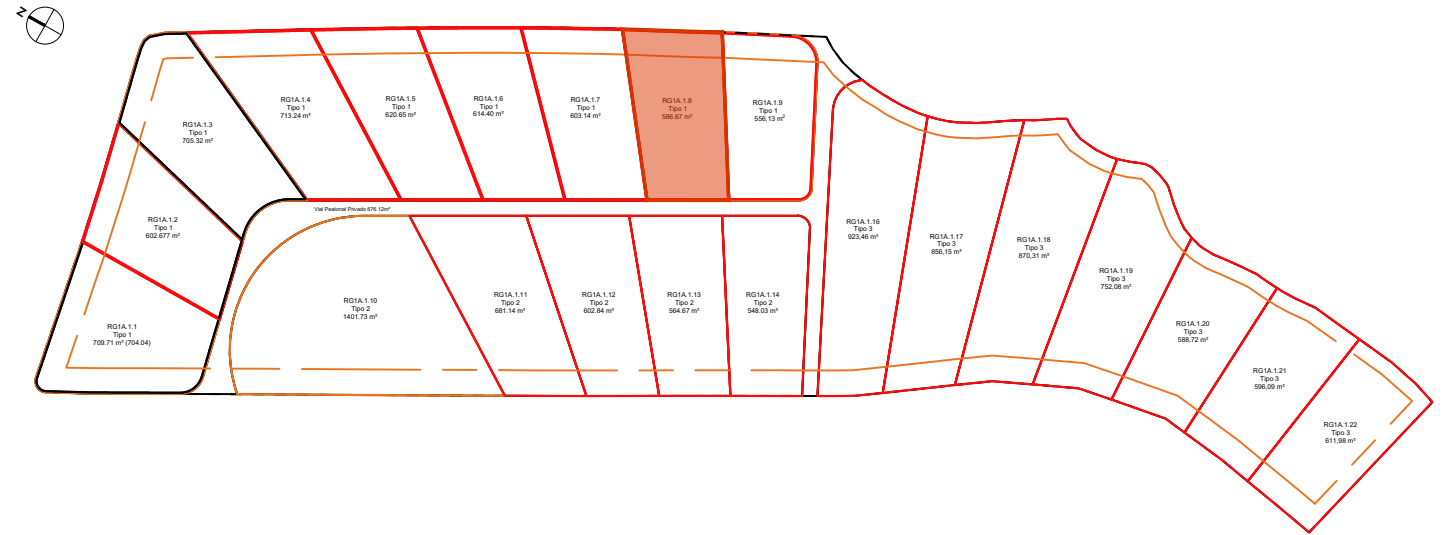 N
RG1A.1.3
Tipo 1
705.32 m²
RG1A.1.4
Tipo 1
713.24 m²
RG1A.1.5
Tipo 1
620.65 m²
RG1A.1.6
Tipo 1
614.40 m²
RG1A.1.7
Tipo 1
603.14 m²
RG1A.1.8
Tipo 1
586.67 m²
RG1A.1.9
Tipo 1
556,13 m²
RG1A.1.2
Tipo 1
602.677 m²
Vial Peatonal Privado 676.12m²
RG1A.1.1
Tipo 1
709.71 m² (704.04)
RG1A.1.10
Tipo 2
1401.73 m²
RG1A.1.11
Tipo 2
681.14 m²
RG1A.1.12
Tipo 2
602.84 m²
RG1A.1.13
Tipo 2
564.67 m²
RG1A.1.14
Tipo 2
548.03 m²
RG1A.1.16
Tipo 3
923,46 m²
RG1A.1.17
Tipo 3
856,15 m²
RG1A.1.18
Tipo 3
870,31 m²
RG1A.1.19
Tipo 3
752,08 m²
RG1A.1.20
Tipo 3
588,72 m²
RG1A.1.21
Tipo 3
596,09 m²
RG1A.1.22
Tipo 3
611,98 m²